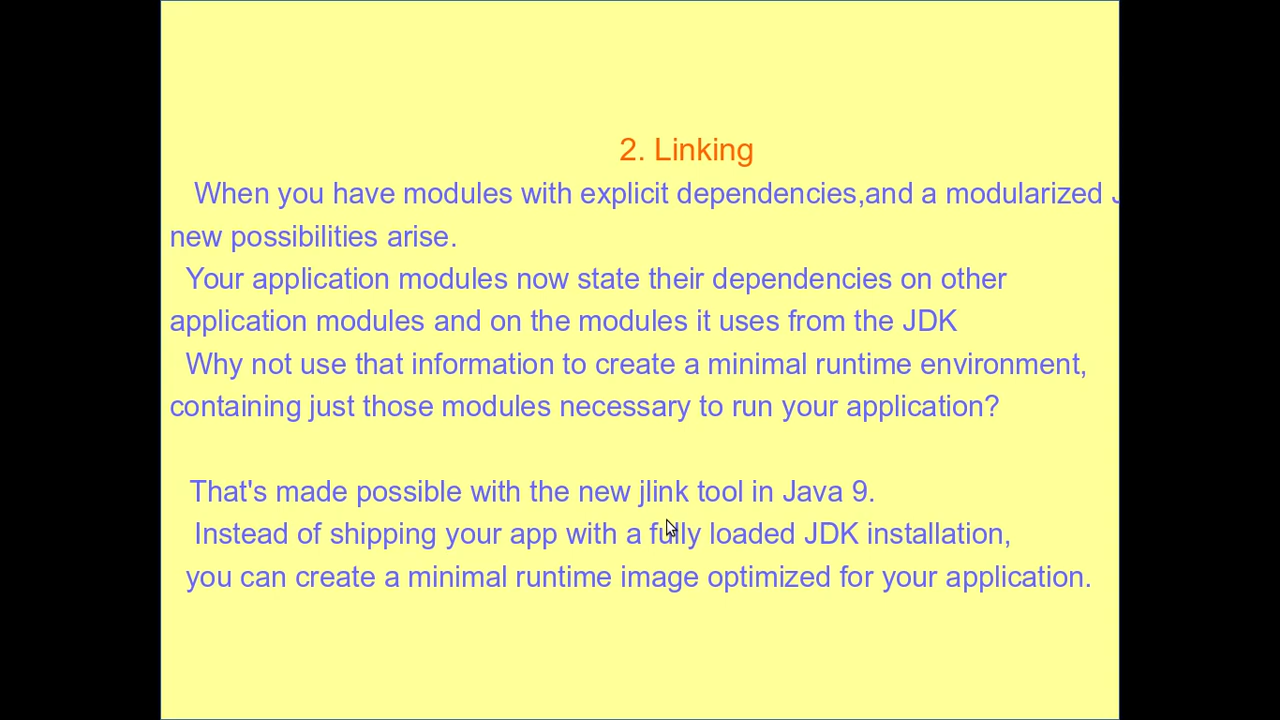 2. Linking
When you have modules with explicit dependencies,and a modularized
new possibilities arise.
Your application modules now state their dependencies on other
application modules and on the modules it uses from the JDK
Why not use that information to create a minimal runtime environment,
containing just those modules necessary to run your application?
That's made possible with the new jlink tool in Java 9.
Instead of shipping your app with a fully loaded JDK installation,
you can create a minimal runtime image optimized for your application.